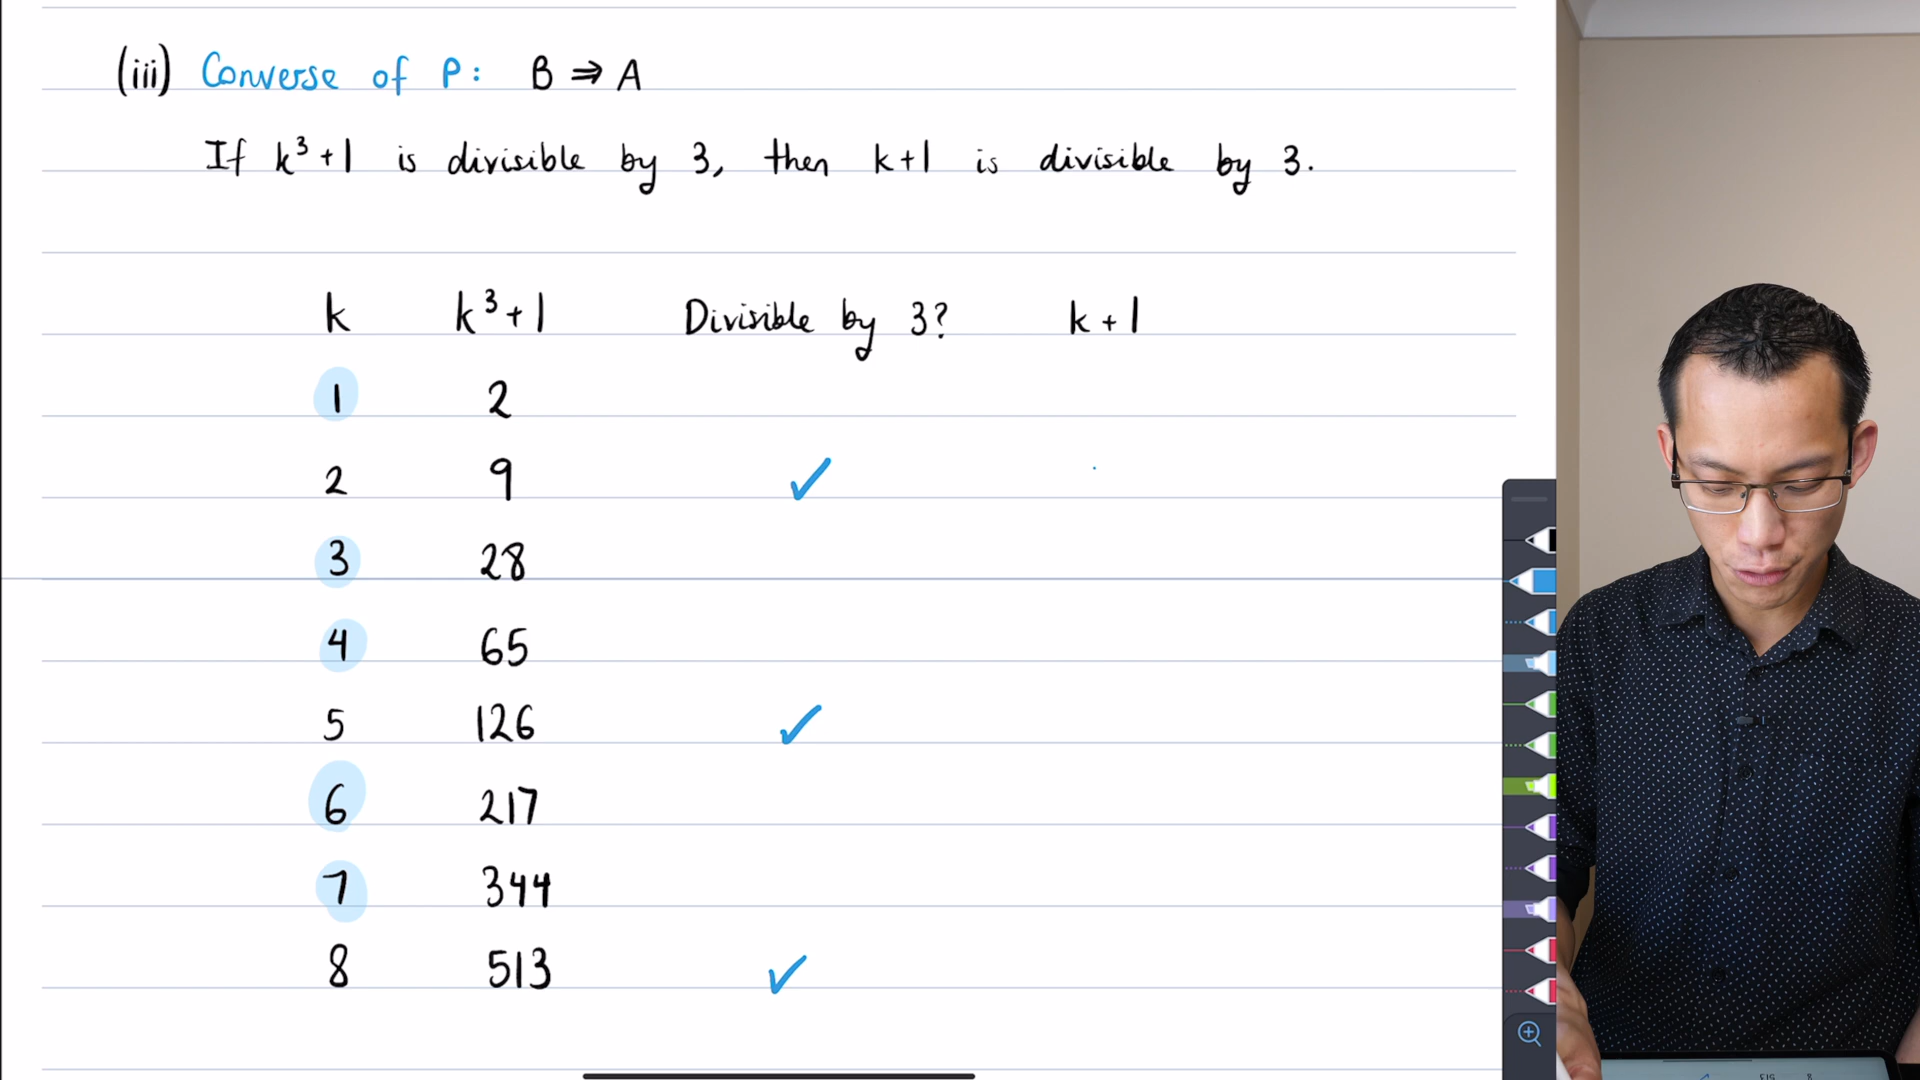 (iii) Converse of P: B ⇒ A
If k³+1 is divisible by 3, then k+1 is divisible by 3.
k k³+1 Divisible by 3? k+1
1 2
2 9 ✓
3 28
4 65
5 126 ✓
6 217
7 344
8 513 ✓